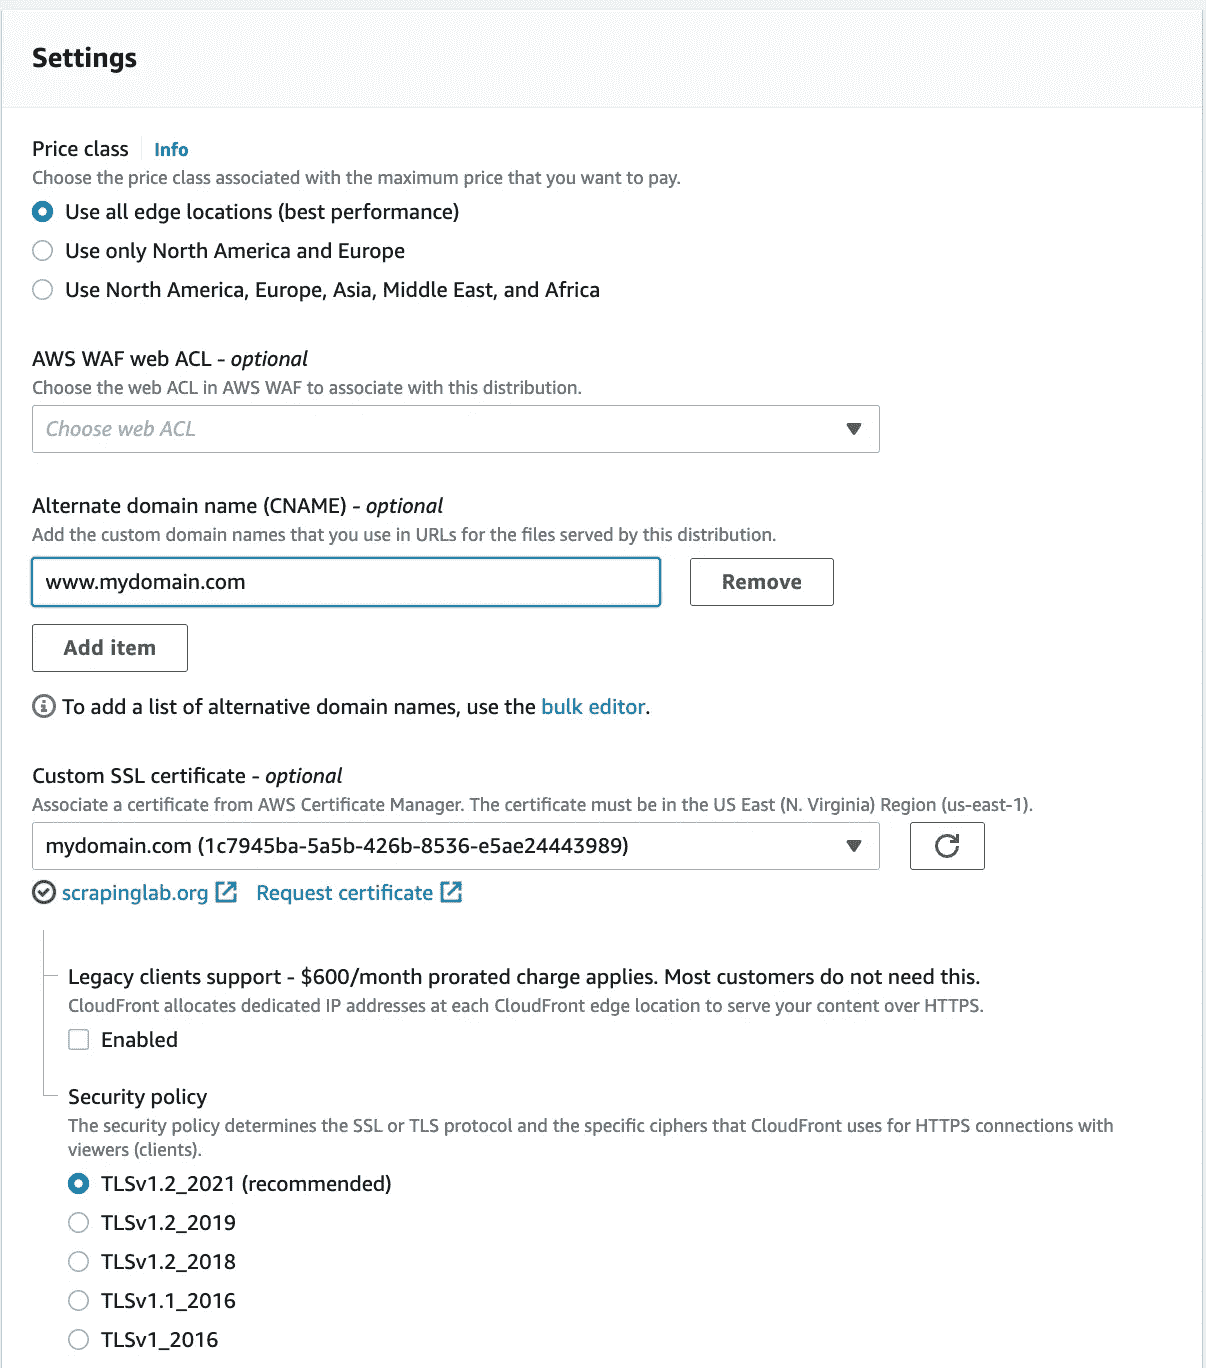 Settings
Price class Info
Choose the price class associated with the maximum price that you want to pay.
Use all edge locations (best performance)
Use only North America and Europe
Use North America, Europe, Asia, Middle East, and Africa
AWS WAF web ACL - optional
Choose the web ACL in AWS WAF to associate with this distribution.
Choose web ACL
Alternate domain name (CNAME) - optional
Add the custom domain names that you use in URLs for the files served by this distribution.
www.mydomain.com Remove
Add item
To add a list of alternative domain names, use the bulk editor.
Custom SSL certificate - optional
Associate a certificate from AWS Certificate Manager. The certificate must be in the US East (N. Virginia) Region (us-east-1).
mydomain.com (1c7945ba-5a5b-426b-8536-e5ae24443989)
scrapinglab.org Request certificate
Legacy clients support - $600/month prorated charge applies. Most customers do not need this.
CloudFront allocates dedicated IP addresses at each CloudFront edge location to serve your content over HTTPS.
Enabled
Security policy
The security policy determines the SSL or TLS protocol and the specific ciphers that CloudFront uses for HTTPS connections with
viewers (clients).
TLSv1.2_2021 (recommended)
TLSv1.2_2019
TLSv1.2_2018
TLSv1.1_2016
TLSv1_2016